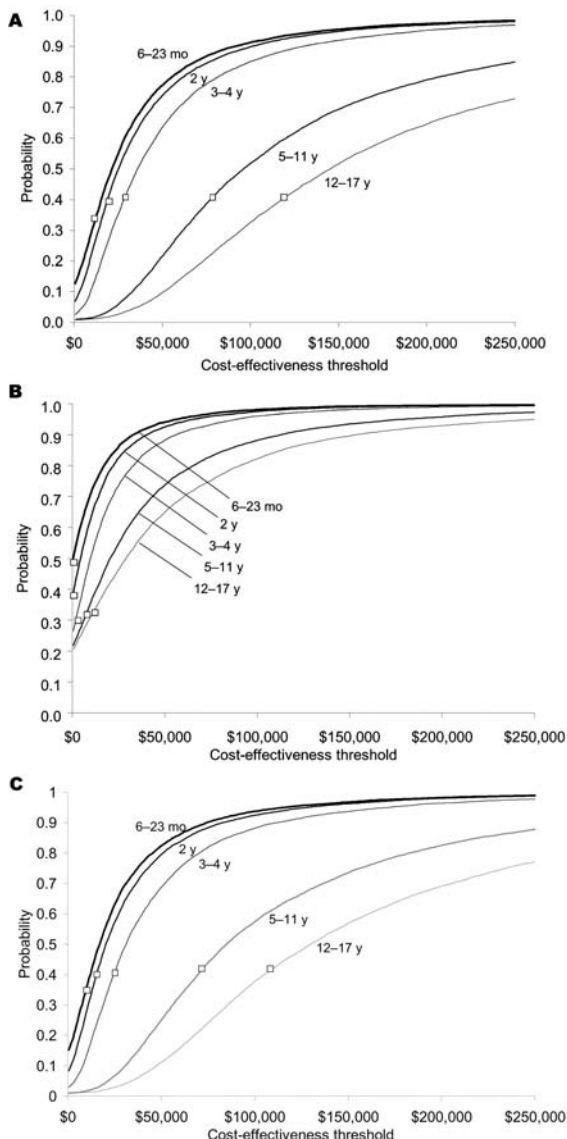 A
1.0
0.9
0.8
0.7
0.6
0.5
0.4
0.3
0.2
0.1
0.0
Probability
6–23 mo
2 y
3–4 y
5–11 y
12–17 y
$0 $50,000 $100,000 $150,000 $200,000 $250,000
Cost-effectiveness threshold
B
1.0
0.9
0.8
0.7
0.6
0.5
0.4
0.3
0.2
0.1
0.0
Probability
6–23 mo
2 y
3–4 y
5–11 y
12–17 y
$0 $50,000 $100,000 $150,000 $200,000 $250,000
Cost-effectiveness threshold
C
1
0.9
0.8
0.7
0.6
0.5
0.4
0.3
0.2
0.1
0
Probability
6–23 mo
2 y
3–4 y
5–11 y
12–17 y
$0 $50,000 $100,000 $150,000 $200,000 $250,000
Cost-effectiveness threshold